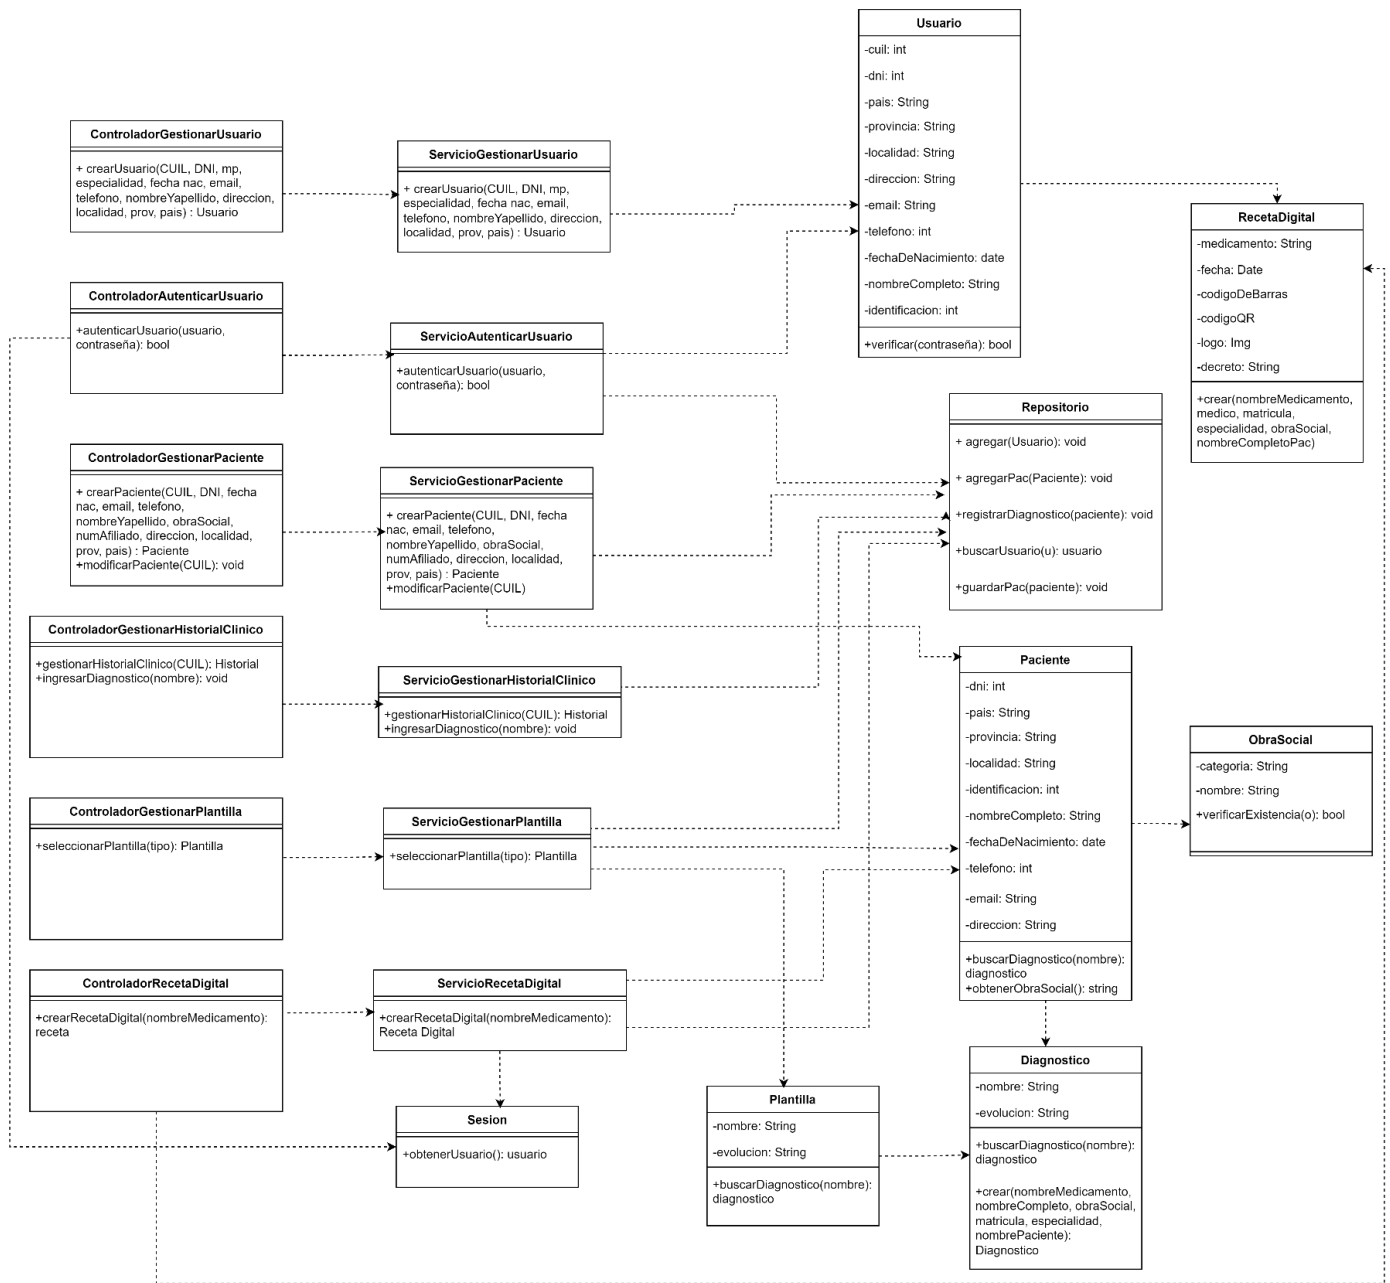 Usuario
-cuil: int
-dni: int
-pais: String
-provincia: String
-localidad: String
-direccion: String
-email: String
-telefono: int
-fechaDeNacimiento: date
-nombreCompleto: String
-identificacion: int
+verificar(contraseña): bool
ControladorGestionarUsuario
+ crearUsuario(CUIL, DNI, mp,
especialidad, fecha nac, email,
telefono, nombreYapellido, direccion,
localidad, prov, pais) : Usuario
ServicioGestionarUsuario
+ crearUsuario(CUIL, DNI, mp,
especialidad, fecha nac, email,
telefono, nombreYapellido, direccion,
localidad, prov, pais) : Usuario
RecetaDigital
-medicamento: String
-fecha: Date
-codigoDeBarras
-codigoQR
-logo: Img
-decreto: String
+crear(nombreMedicamento,
medico, matricula,
especialidad, obraSocial,
nombreCompletoPac)
ControladorAutenticarUsuario
+autenticarUsuario(usuario,
contraseña): bool
ServicioAutenticarUsuario
+autenticarUsuario(usuario,
contraseña): bool
Repositorio
+ agregar(Usuario): void
+ agregarPac(Paciente): void
+registrarDiagnostico(paciente): void
+buscarUsuario(u): usuario
+guardarPac(paciente): void
ControladorGestionarPaciente
+ crearPaciente(CUIL, DNI, fecha
nac, email, telefono,
nombreYapellido, obraSocial,
numAfiliado, direccion, localidad,
prov, pais) : Paciente
+modificarPaciente(CUIL): void
ServicioGestionarPaciente
+ crearPaciente(CUIL, DNI, fecha
nac, email, telefono,
nombreYapellido, obraSocial,
numAfiliado, direccion, localidad,
prov, pais) : Paciente
+modificarPaciente(CUIL)
ControladorGestionarHistorialClinico
+gestionarHistorialClinico(CUIL): Historial
+ingresarDiagnostico(nombre): void
ServicioGestionarHistorialClinico
+gestionarHistorialClinico(CUIL): Historial
+ingresarDiagnostico(nombre): void
Paciente
-dni: int
-pais: String
-provincia: String
-localidad: String
-identificacion: int
-nombreCompleto: String
-fechaDeNacimiento: date
-telefono: int
-email: String
-direccion: String
+buscarDiagnostico(nombre):
diagnostico
+obtenerObraSocial(): string
ObraSocial
-categoria: String
-nombre: String
+verificarExistencia(o): bool
ControladorGestionarPlantilla
+seleccionarPlantilla(tipo): Plantilla
ServicioGestionarPlantilla
+seleccionarPlantilla(tipo): Plantilla
ControladorRecetaDigital
+crearRecetaDigital(nombreMedicamento):
receta
ServicioRecetaDigital
+crearRecetaDigital(nombreMedicamento):
Receta Digital
Sesion
+obtenerUsuario(): usuario
Plantilla
-nombre: String
-evolucion: String
+buscarDiagnostico(nombre):
diagnostico
Diagnostico
-nombre: String
-evolucion: String
+buscarDiagnostico(nombre):
diagnostico
+crear(nombreMedicamento,
nombreCompleto, obraSocial,
matricula, especialidad,
nombrePaciente):
Diagnostico